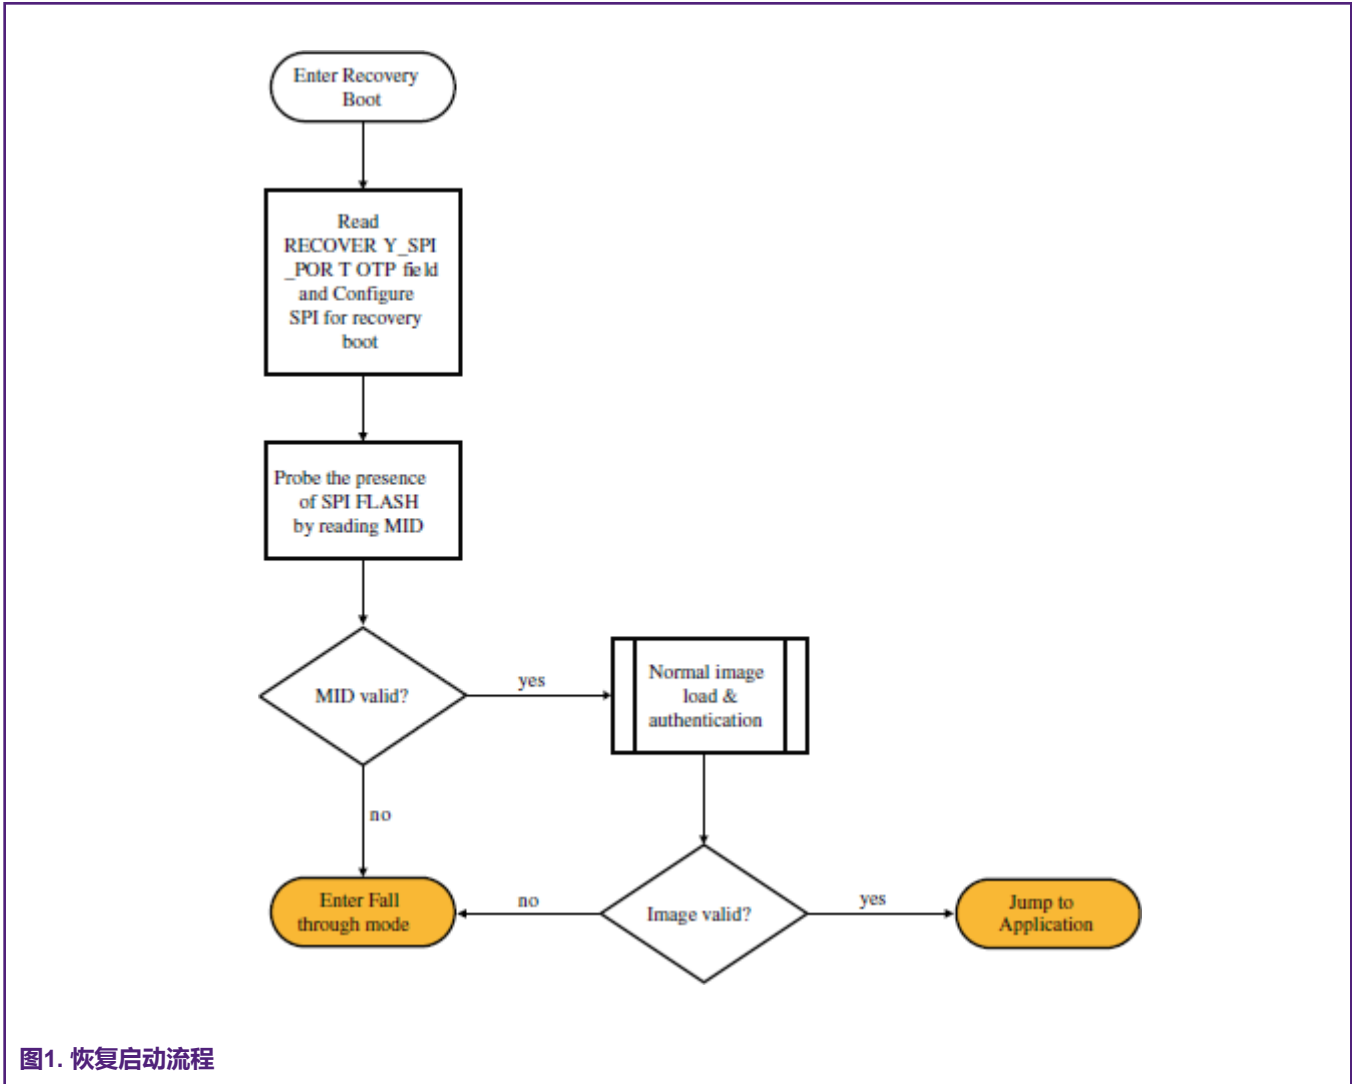 Enter Recovery
Boot
Read
RECOVER Y_SPI
_POR T OTP field
and Configure
SPI for recovery
boot
Probe the presence
of SPI FLASH
by reading MID
MID valid?
yes
Normal image
load &
authentication
no
Enter Fall
through mode
no
Image valid?
yes
Jump to
Application
图1. 恢复启动流程